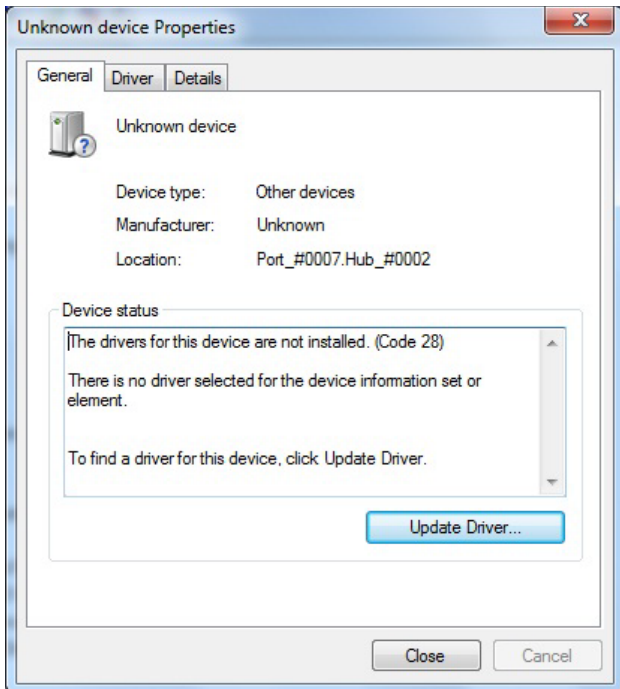 Unknown device Properties
General Driver Details
Unknown device
Device type: Other devices
Manufacturer: Unknown
Location: Port_#0007.Hub_#0002
Device status
The drivers for this device are not installed. (Code 28)
There is no driver selected for the device information set or
element.
To find a driver for this device, click Update Driver.
Update Driver...
Close Cancel